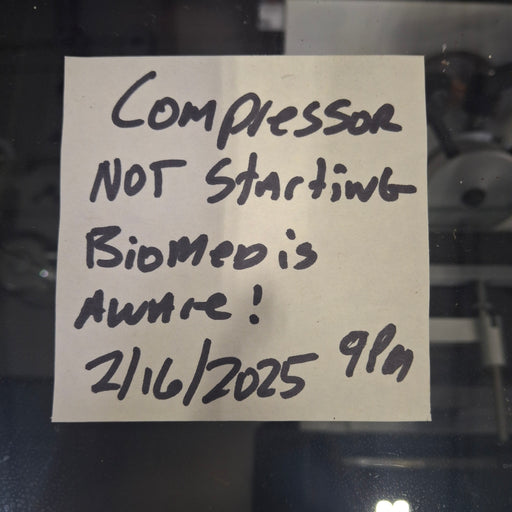 Compressor
NOT Starting
BioMed is
Aware!
2/16/2025 9PM